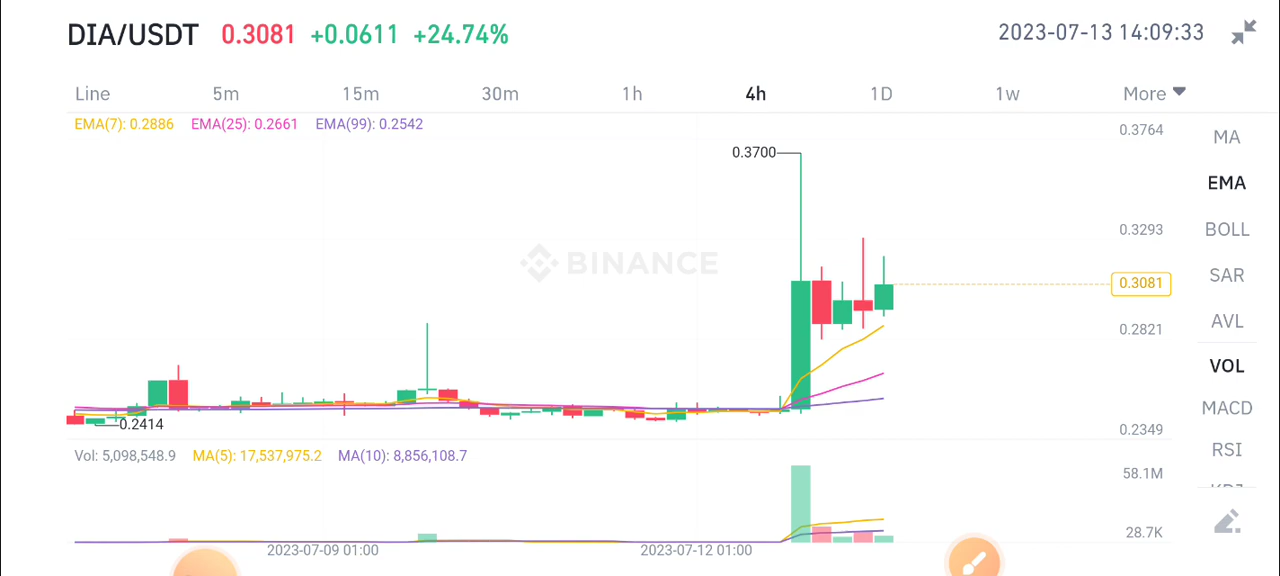 DIA/USDT 0.3081 +0.0611 +24.74% 2023-07-13 14:09:33
Line 5m 15m 30m 1h 4h 1D 1w More
EMA(7): 0.2886 EMA(25): 0.2661 EMA(99): 0.2542
0.3764
MA
0.3700
EMA
0.3293
BOLL
BINANCE
SAR
0.3081
AVL
0.2821
VOL
MACD
0.2414
0.2349
RSI
Vol: 5,098,548.9 MA(5): 17,537,975.2 MA(10): 8,856,108.7
58.1M
28.7K
2023-07-09 01:00 2023-07-12 01:00